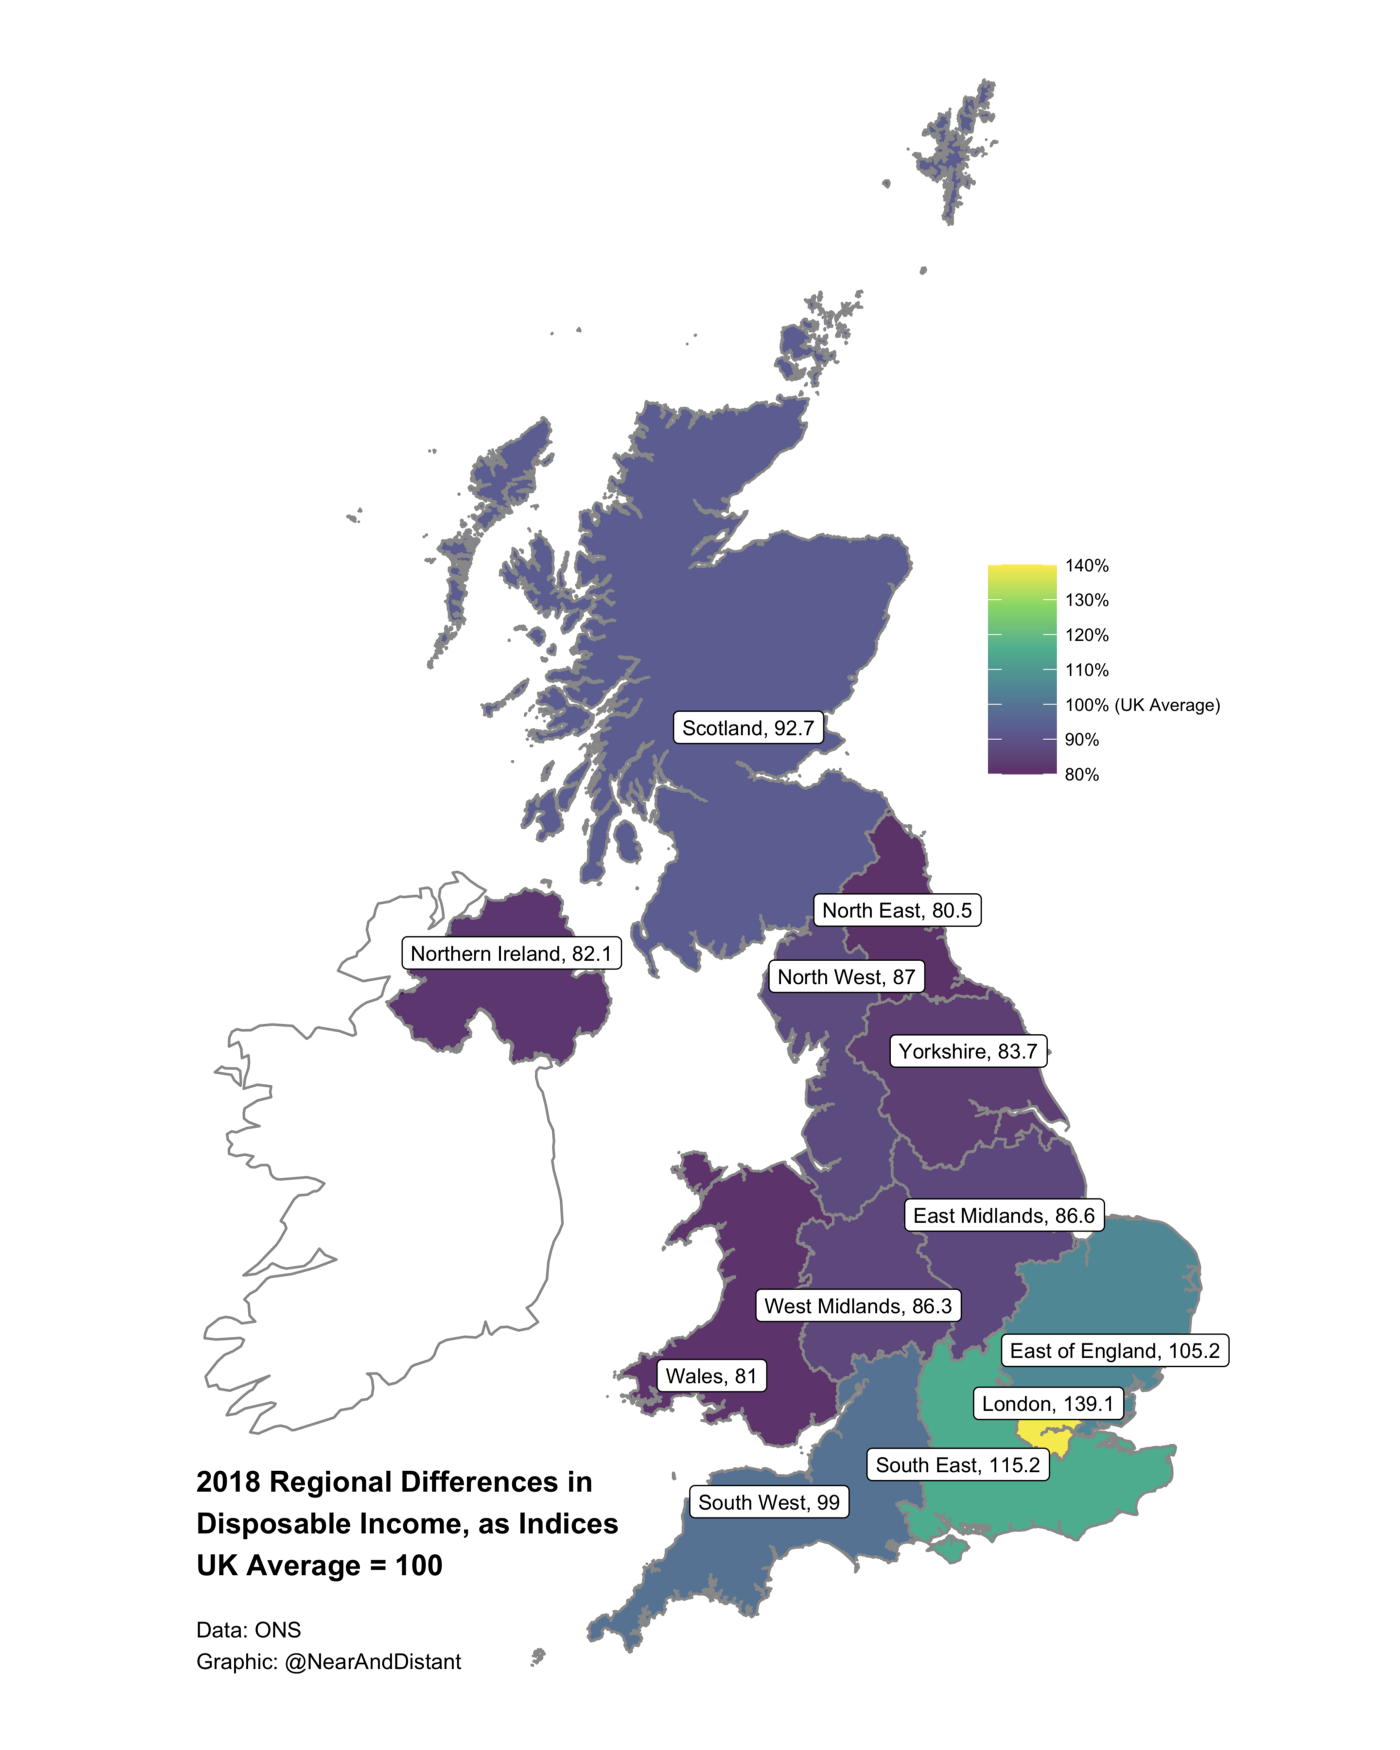 140%
130%
120%
110%
100% (UK Average)
90%
80%
Scotland, 92.7
North East, 80.5
Northern Ireland, 82.1
North West, 87
Yorkshire, 83.7
East Midlands, 86.6
West Midlands, 86.3
East of England, 105.2
Wales, 81
London, 139.1
South East, 115.2
South West, 99
2018 Regional Differences in
Disposable Income, as Indices
UK Average = 100
Data: ONS
Graphic: @NearAndDistant